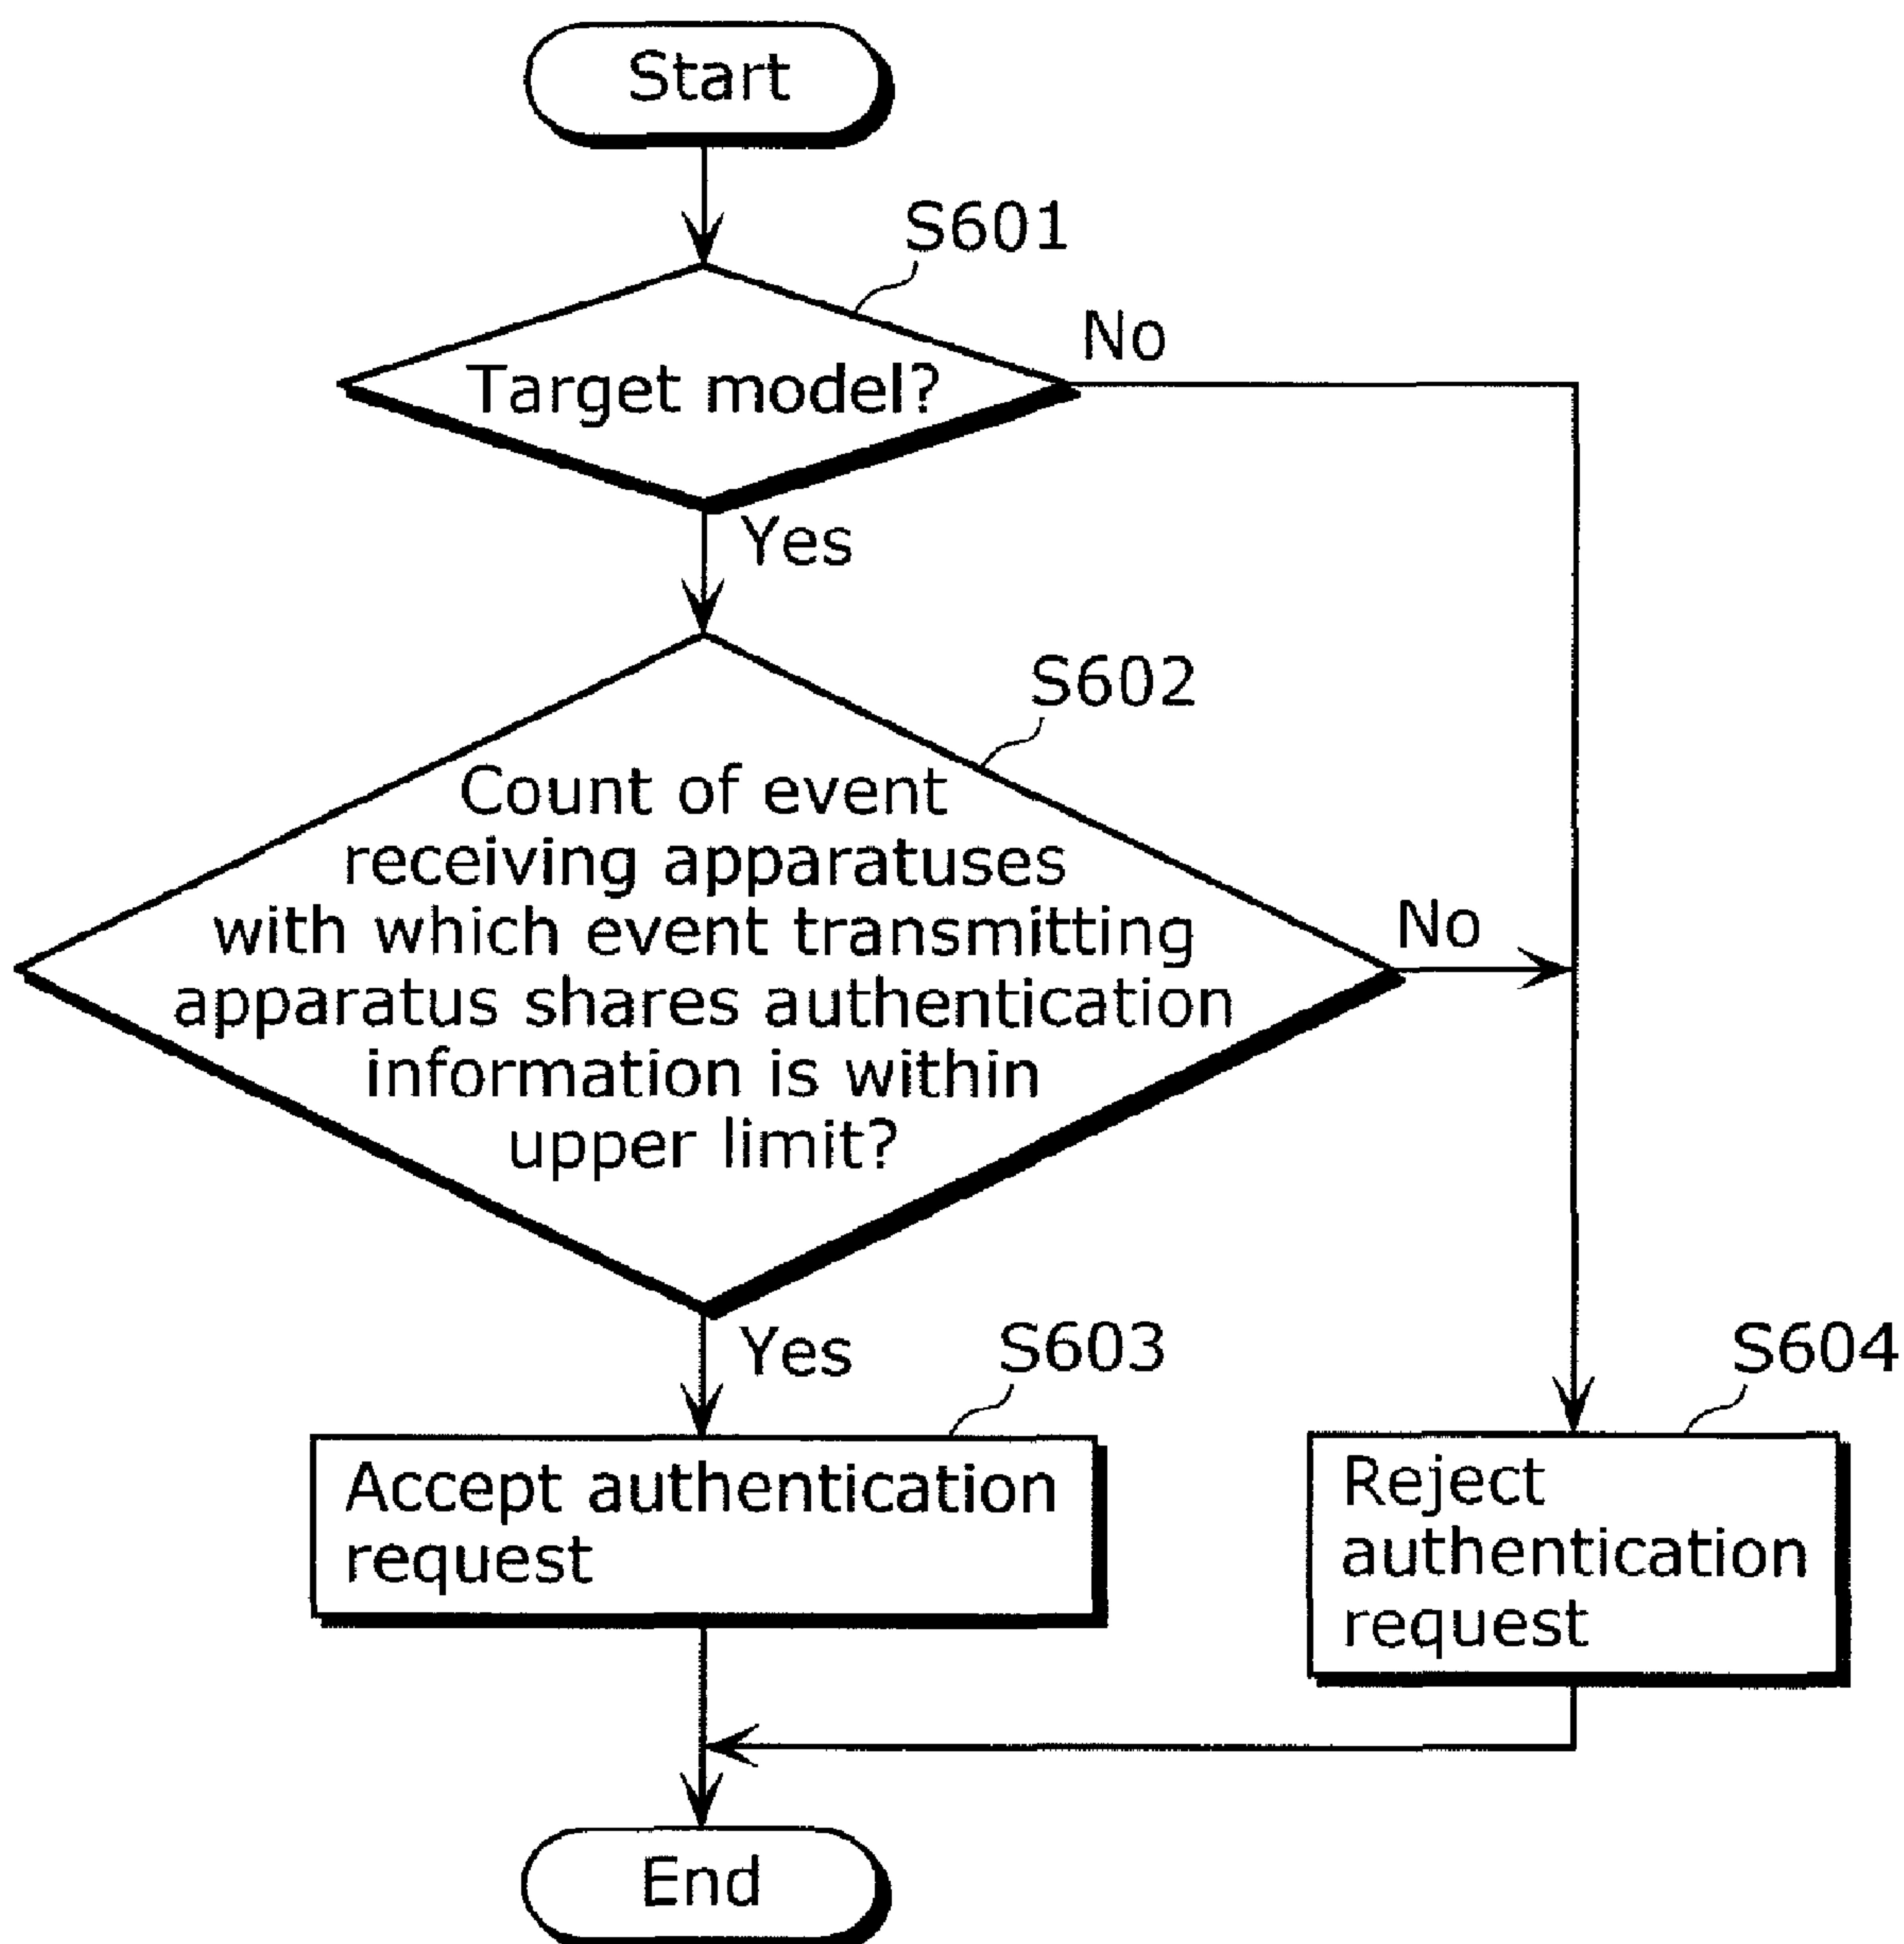 Start
S601
No
Target model?
Yes
S602
Count of event
receiving apparatuses
with which event transmitting
apparatus shares authentication
information is within
upper limit?
No
Yes
S603
S604
Accept authentication
request
Reject
authentication
request
End